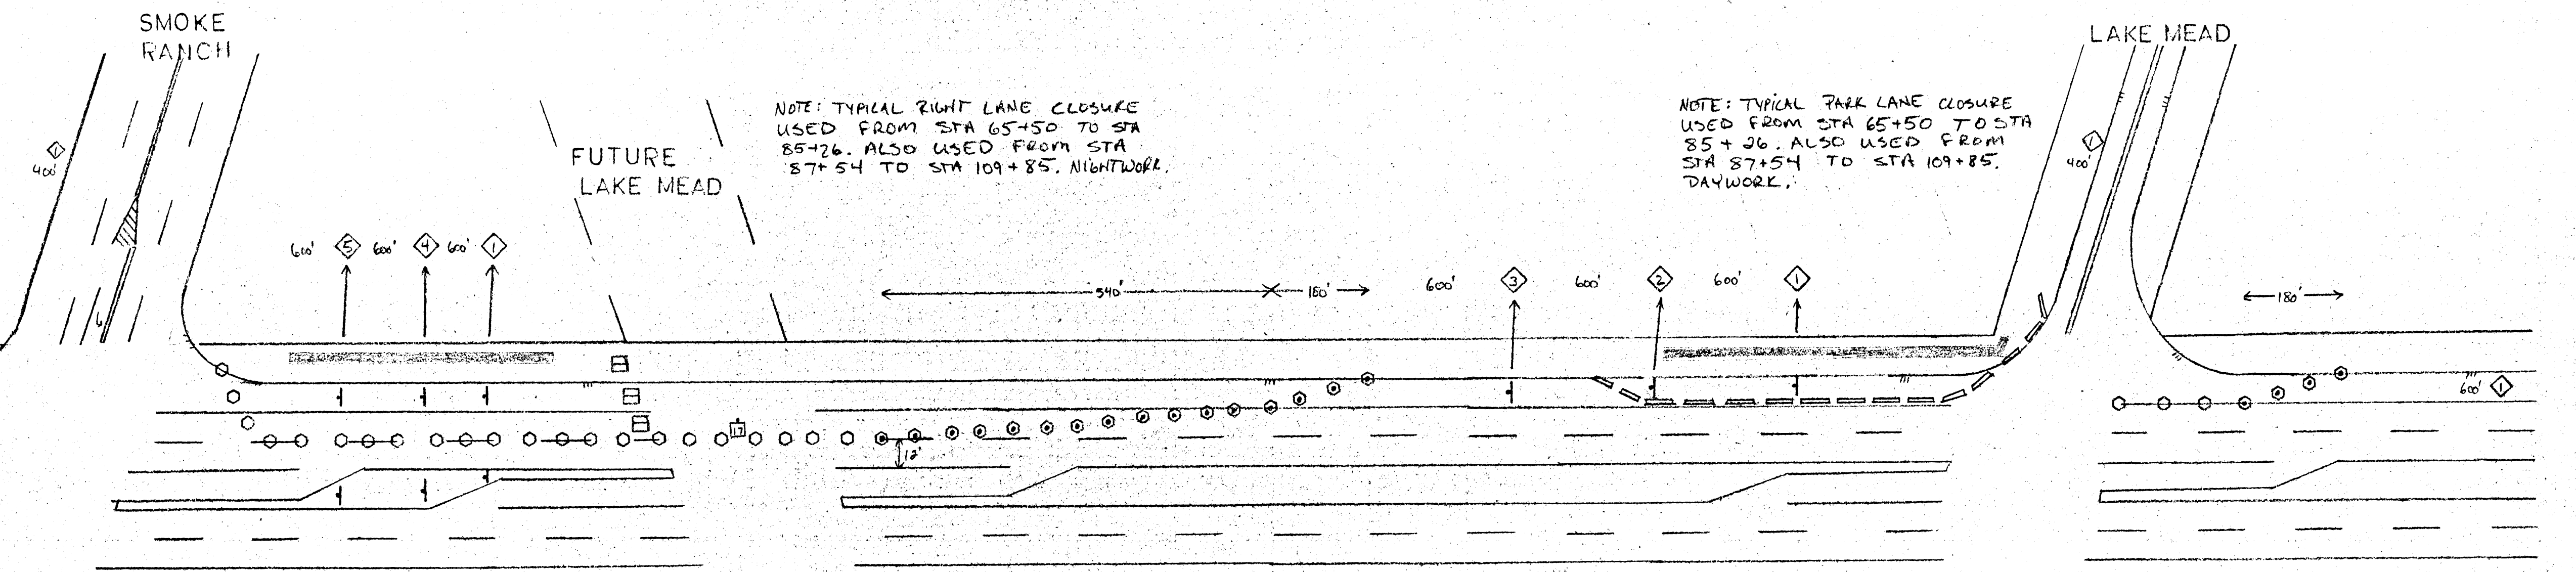 SMOKE
RANCH
LAKE MEAD
NOTE: TYPICAL RIGHT LANE CLOSURE
USED FROM STA 65+50 TO STA
85+26. ALSO USED FROM STA
87+54 TO STA 109+85. NIGHTWORK.
NOTE: TYPICAL PARK LANE CLOSURE
USED FROM STA 65+50 TO STA
85+26. ALSO USED FROM
STA 87+54 TO STA 109+85.
DAYWORK.
FUTURE
LAKE MEAD
1
400'
1
400'
600' 5 600' 4 600' 1
540' 180'
600' 3 600' 2 600' 1
180'
600' 1
12'